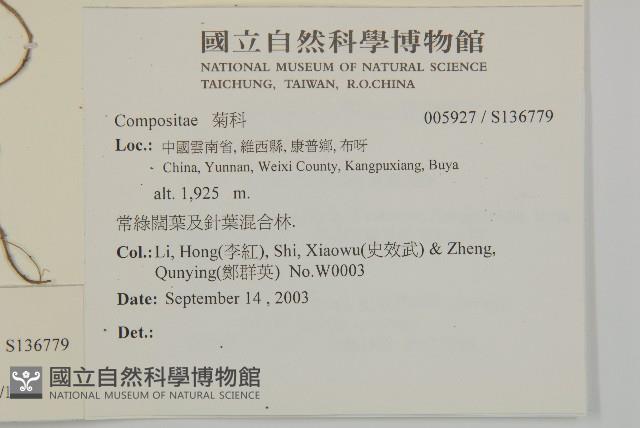 國立自然科學博物館
NATIONAL MUSEUM OF NATURAL SCIENCE
TAICHUNG, TAIWAN, R.O.CHINA
Compositae 菊科 005927 / S136779
Loc.: 中國雲南省, 維西縣, 康普鄉, 布呀
China, Yunnan, Weixi County, Kangpuxiang, Buya
alt. 1,925 m.
常綠闊葉及針葉混合林.
Col.: Li, Hong(李紅), Shi, Xiaowu(史效武) & Zheng,
Qunying(鄭群英) No.W0003
Date: September 14 , 2003
Det.:
S136779
國立自然科學博物館
NATIONAL MUSEUM OF NATURAL SCIENCE